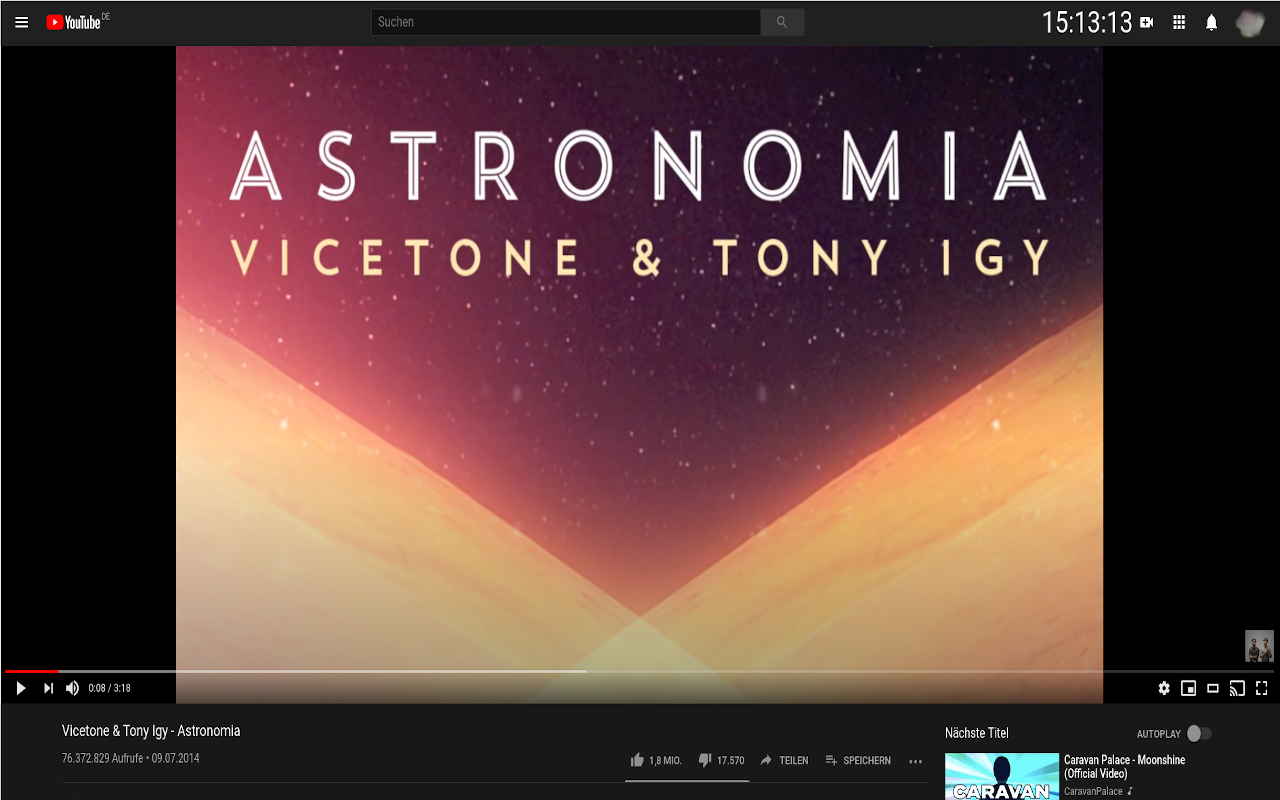 YouTube DE
Suchen
15:13:13
ASTRONOMIA
VICETONE & TONY IGY
0:08 / 3:18
Vicetone & Tony Igy - Astronomia
76.372.829 Aufrufe • 09.07.2014
1,8 MIO.
17.570
TEILEN
SPEICHERN
Nächste Titel
AUTOPLAY
CARAVAN
Caravan Palace - Moonshine
(Official Video)
CaravanPalace